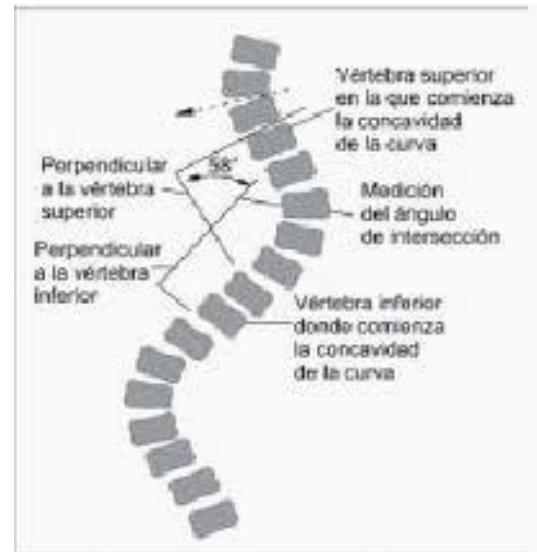 Vértebra superior
en la que comienza
la concavidad
de la curva
58°
Perpendicular
a la vértebra
superior
Medición
del ángulo
de intersección
Perpendicular
a la vértebra
inferior
Vértebra inferior
donde comienza
la concavidad
de la curva